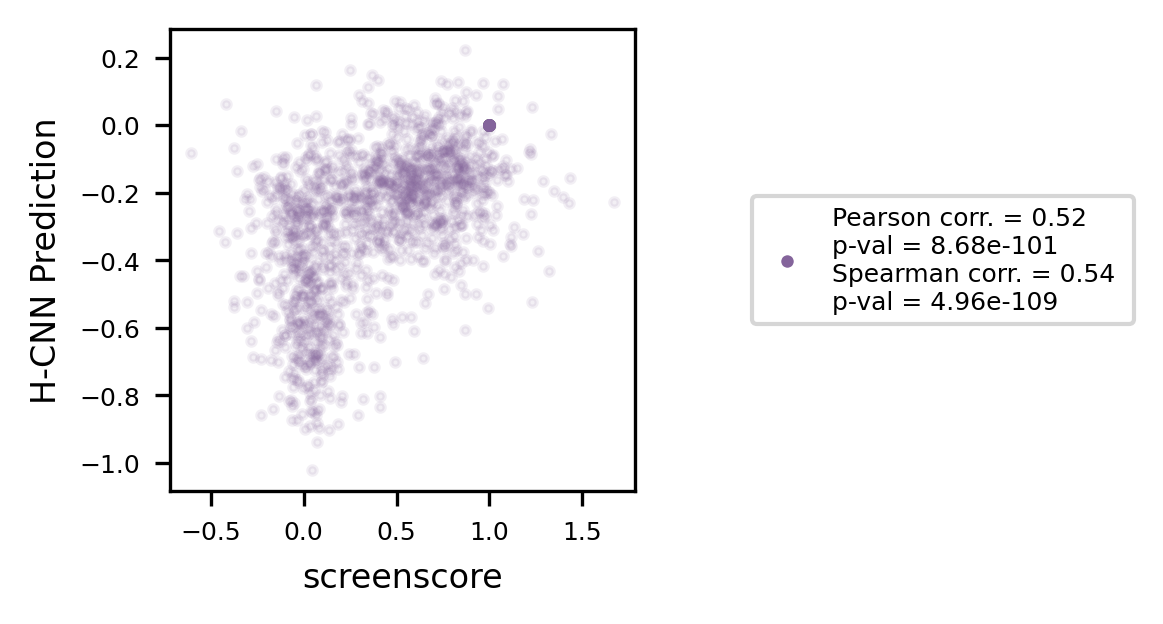 0.2
0.0
−0.2
−0.4
−0.6
−0.8
−1.0
H-CNN Prediction
−0.5
0.0
0.5
1.0
1.5
screenscore
Pearson corr. = 0.52
p-val = 8.68e-101
Spearman corr. = 0.54
p-val = 4.96e-109